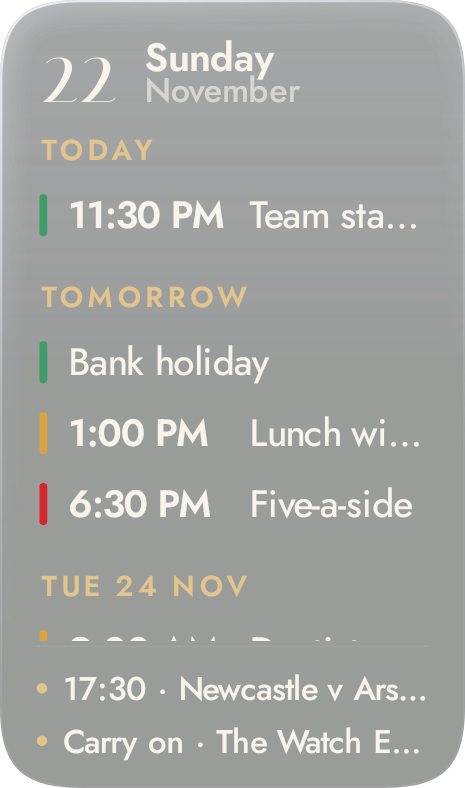 22 Sunday
November
TODAY
11:30 PM Team sta...
TOMORROW
Bank holiday
1:00 PM Lunch wi...
6:30 PM Five-a-side
TUE 24 NOV
17:30 · Newcastle v Ars...
Carry on · The Watch E...